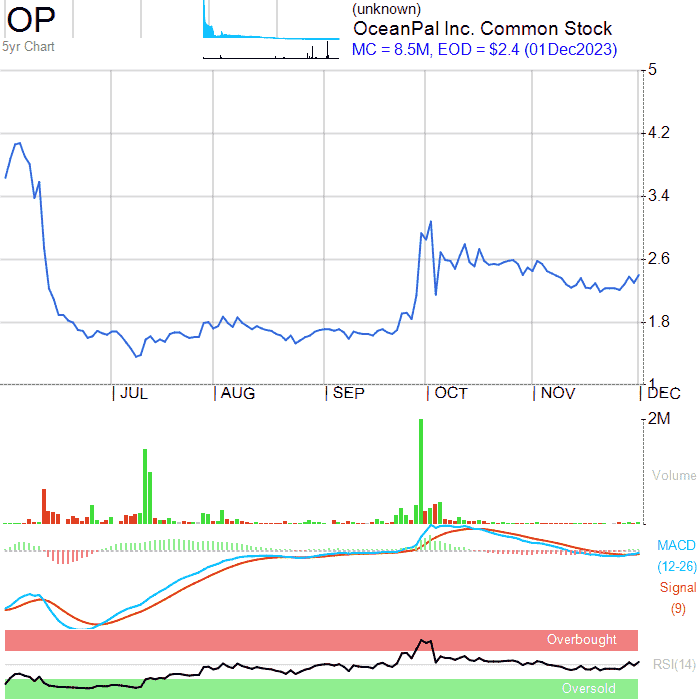 OP
(unknown)
OceanPal Inc. Common Stock
5yr Chart
MC = 8.5M, EOD = $2.4 (01Dec2023)
5
4.2
3.4
2.6
1.8
1
JUL AUG SEP OCT NOV DEC
2M
Volume
MACD
(12-26)
Signal
(9)
Overbought
RSI(14)
Oversold